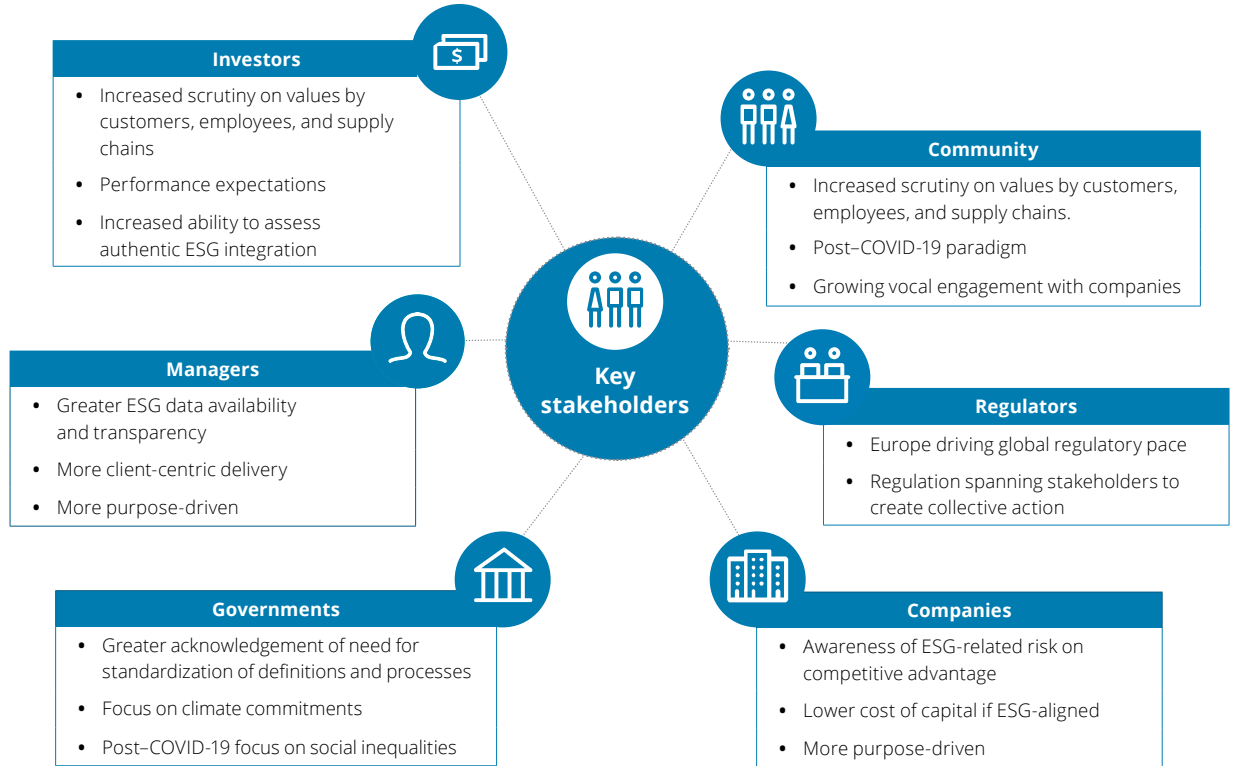 Investors
• Increased scrutiny on values by
customers, employees, and supply
chains
• Performance expectations
• Increased ability to assess
authentic ESG integration
$
Community
• Increased scrutiny on values by customers,
employees, and supply chains.
• Post–COVID-19 paradigm
• Growing vocal engagement with companies
Key
stakeholders
Managers
• Greater ESG data availability
and transparency
• More client-centric delivery
• More purpose-driven
Regulators
• Europe driving global regulatory pace
• Regulation spanning stakeholders to
create collective action
Governments
• Greater acknowledgement of need for
standardization of definitions and processes
• Focus on climate commitments
• Post–COVID-19 focus on social inequalities
Companies
• Awareness of ESG-related risk on
competitive advantage
• Lower cost of capital if ESG-aligned
• More purpose-driven